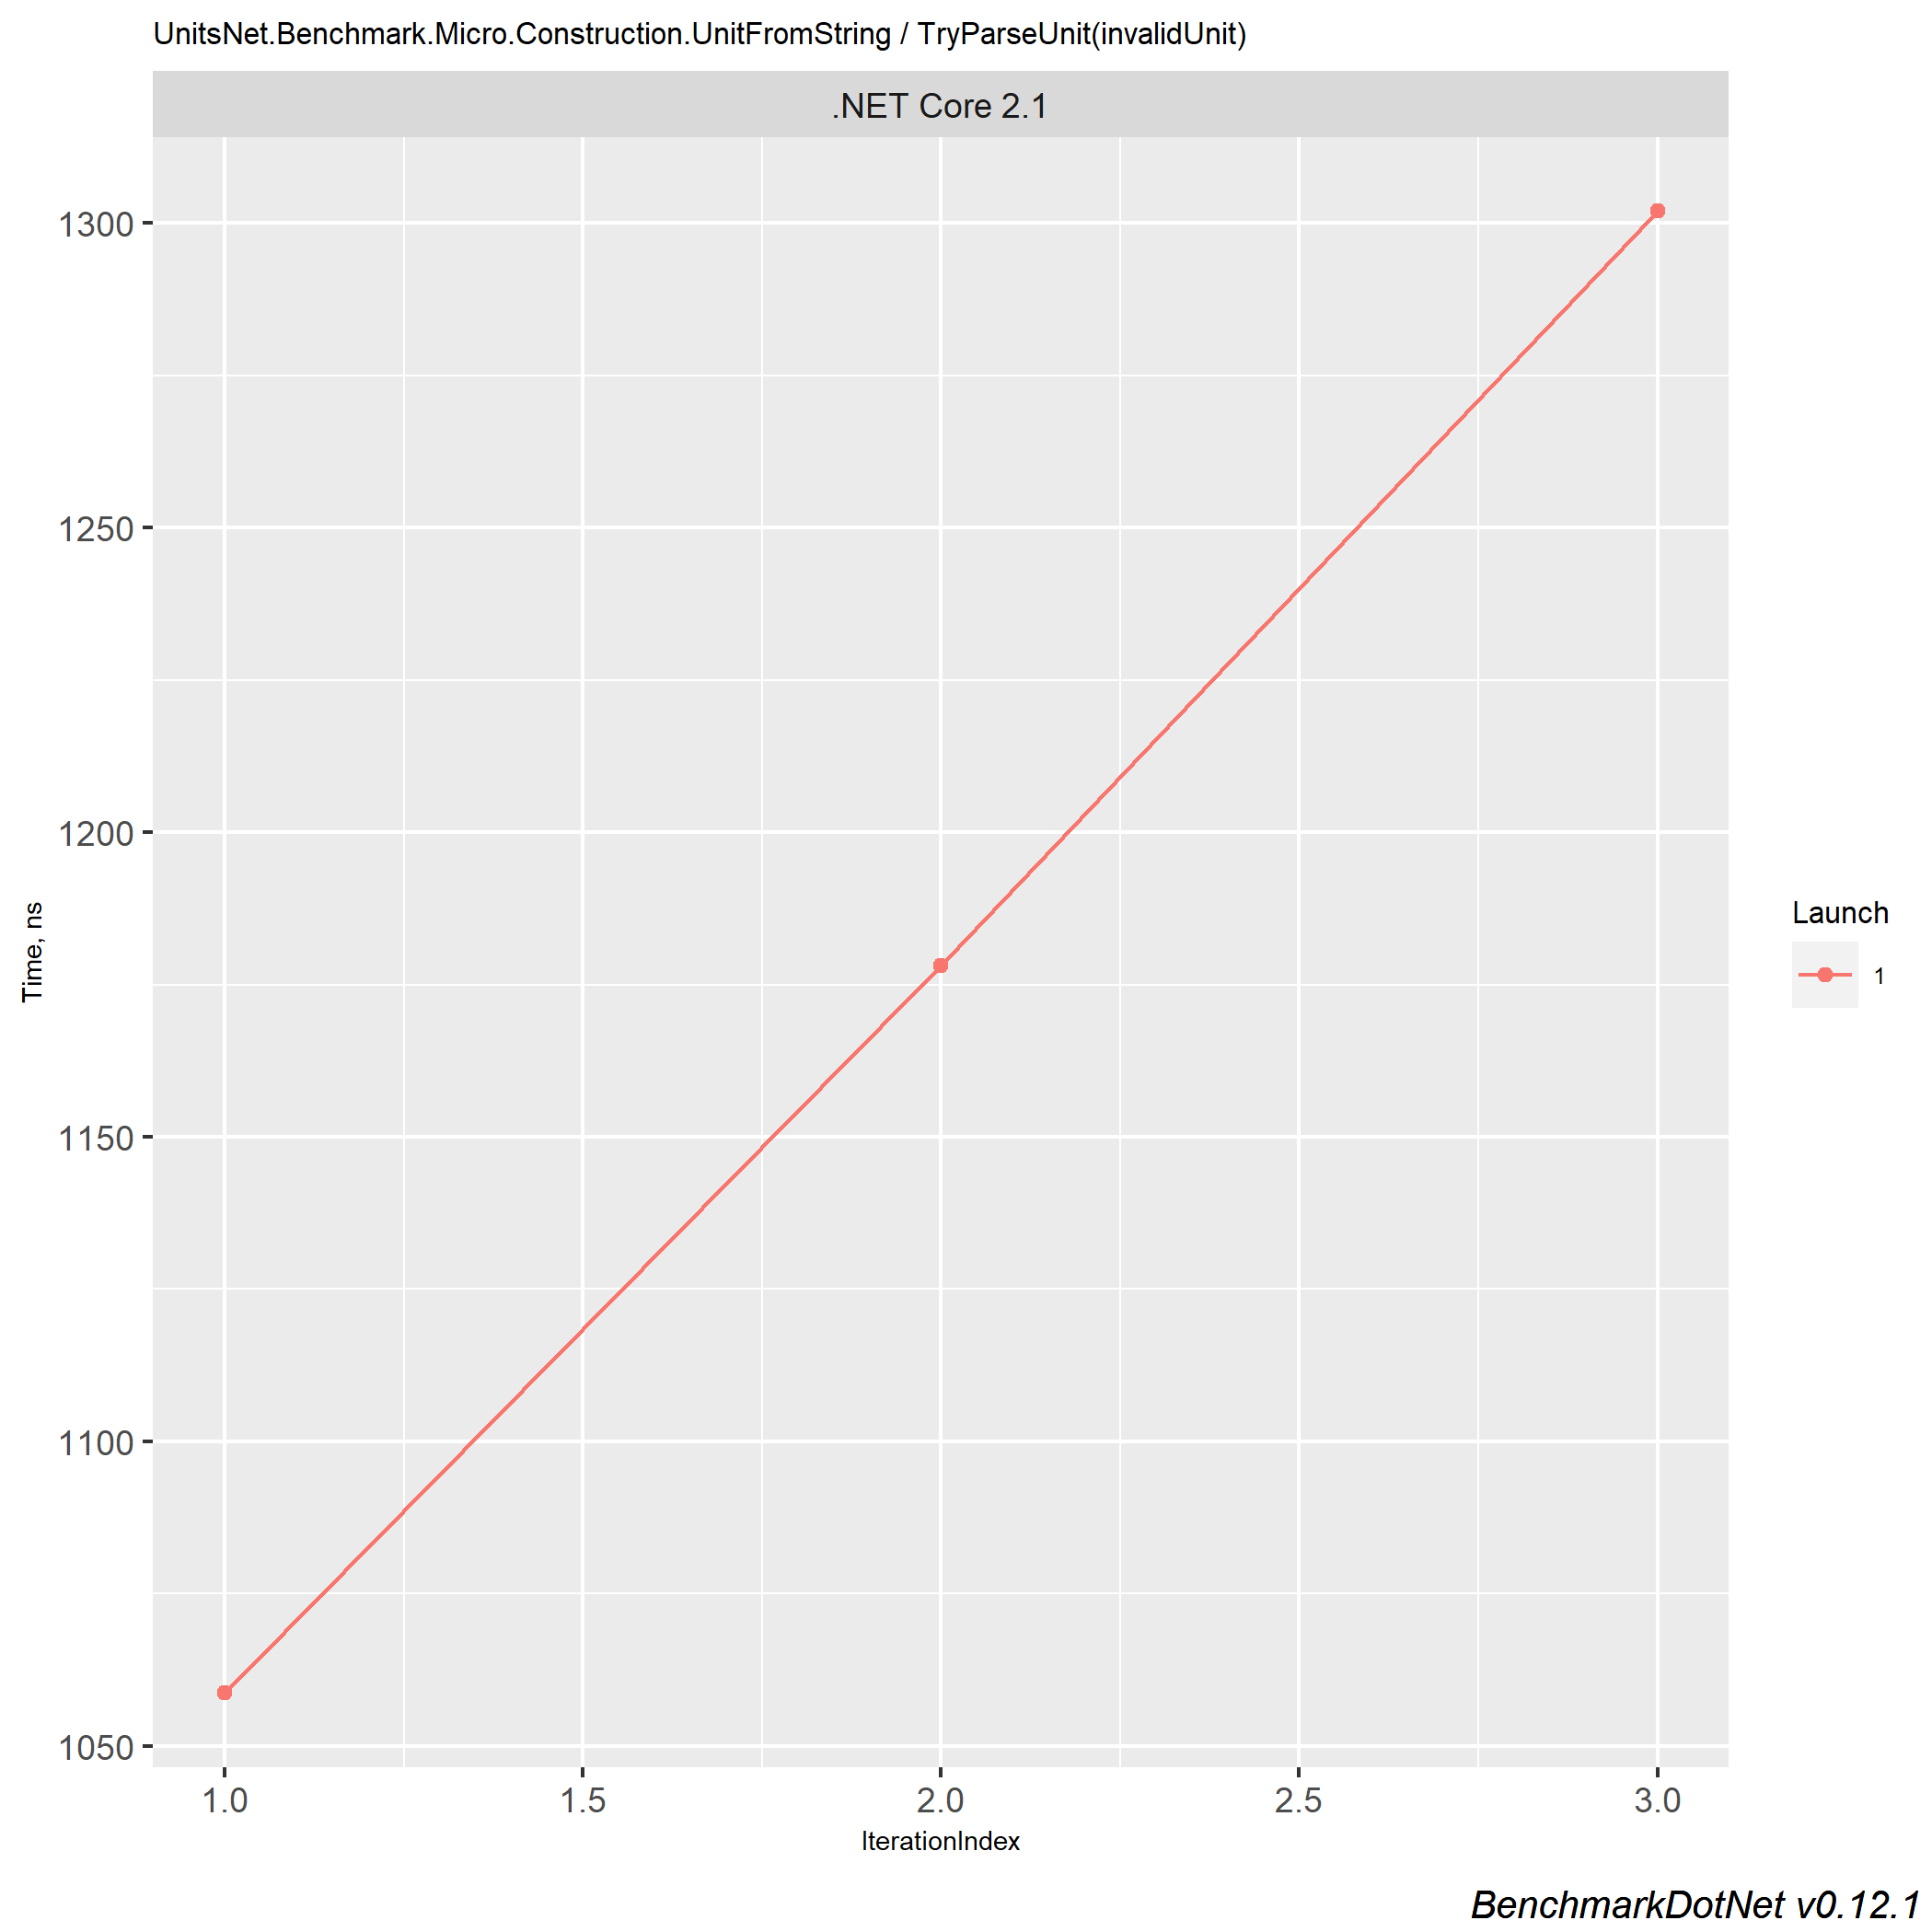 UnitsNet.Benchmark.Micro.Construction.UnitFromString / TryParseUnit(invalidUnit)
.NET Core 2.1
1300
1250
1200
1150
1100
1050
Time, ns
1.0 1.5 2.0 2.5 3.0
IterationIndex
Launch
1
BenchmarkDotNet v0.12.1